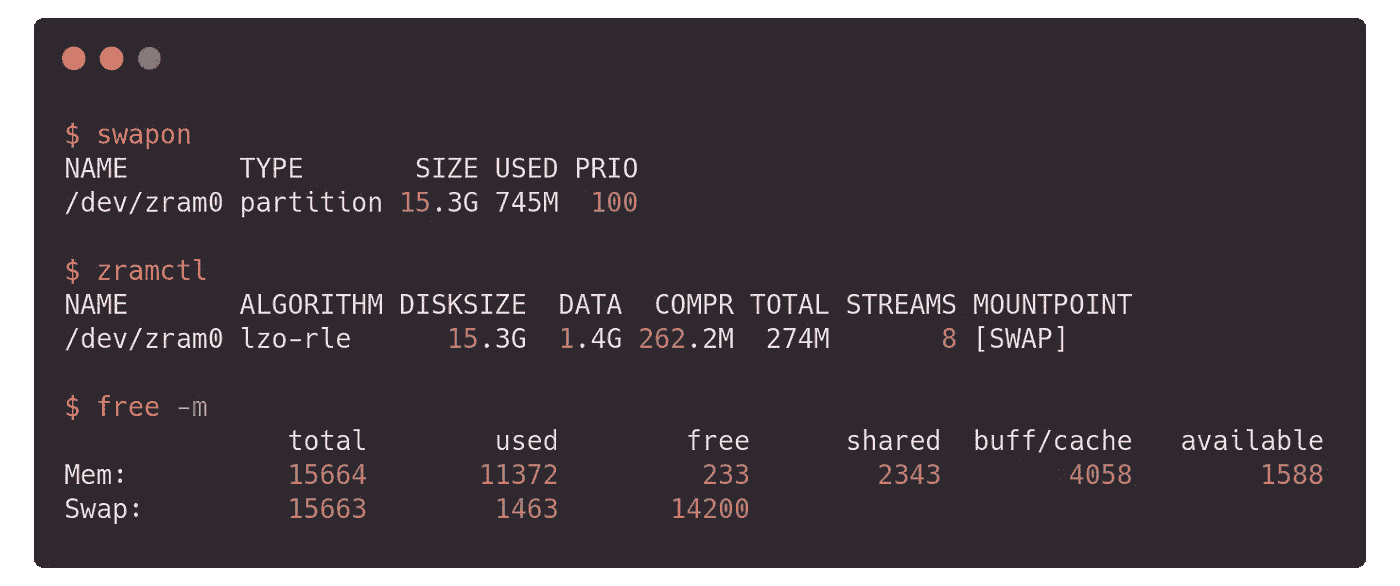 $ swapon
NAME       TYPE       SIZE USED PRIO
/dev/zram0 partition 15.3G 745M  100
$ zramctl
NAME       ALGORITHM DISKSIZE  DATA  COMPR TOTAL STREAMS MOUNTPOINT
/dev/zram0 lzo-rle      15.3G  1.4G 262.2M  274M       8 [SWAP]
$ free -m
              total        used        free      shared  buff/cache   available
Mem:          15664       11372         233        2343        4058        1588
Swap:         15663        1463       14200